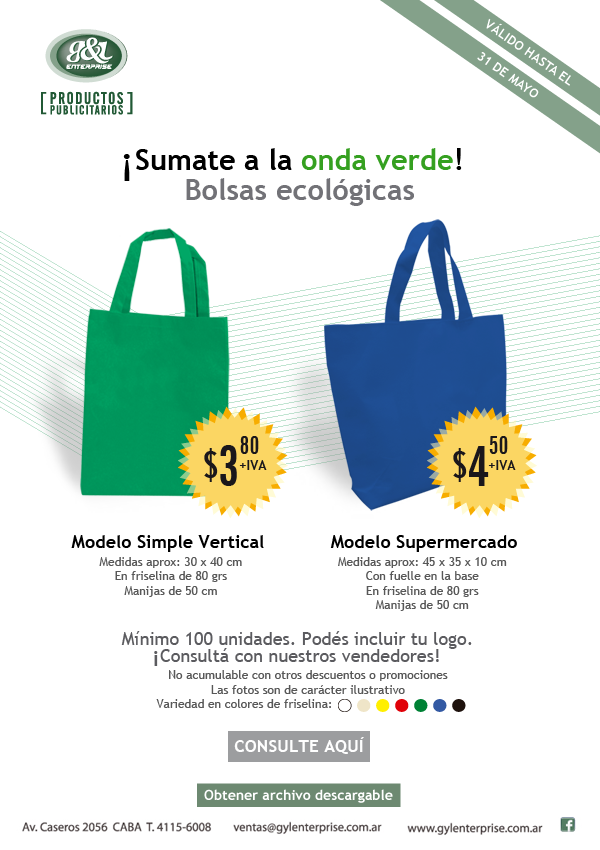 g&l
ENTERPRISE
[PRODUCTOS
PUBLICITARIOS]
VÁLIDO HASTA EL
31 DE MAYO
¡Sumate a la onda verde!
Bolsas ecológicas
$3 80
+IVA
$4 50
+IVA
Modelo Simple Vertical
Medidas aprox: 30 x 40 cm
En friselina de 80 grs
Manijas de 50 cm
Modelo Supermercado
Medidas aprox: 45 x 35 x 10 cm
Con fuelle en la base
En friselina de 80 grs
Manijas de 50 cm
Mínimo 100 unidades. Podés incluir tu logo.
¡Consultá con nuestros vendedores!
No acumulable con otros descuentos o promociones
Las fotos son de carácter ilustrativo
Variedad en colores de friselina:
CONSULTE AQUÍ
Obtener archivo descargable
Av. Caseros 2056 CABA T. 4115-6008 ventas@gylenterprise.com.ar www.gylenterprise.com.ar f